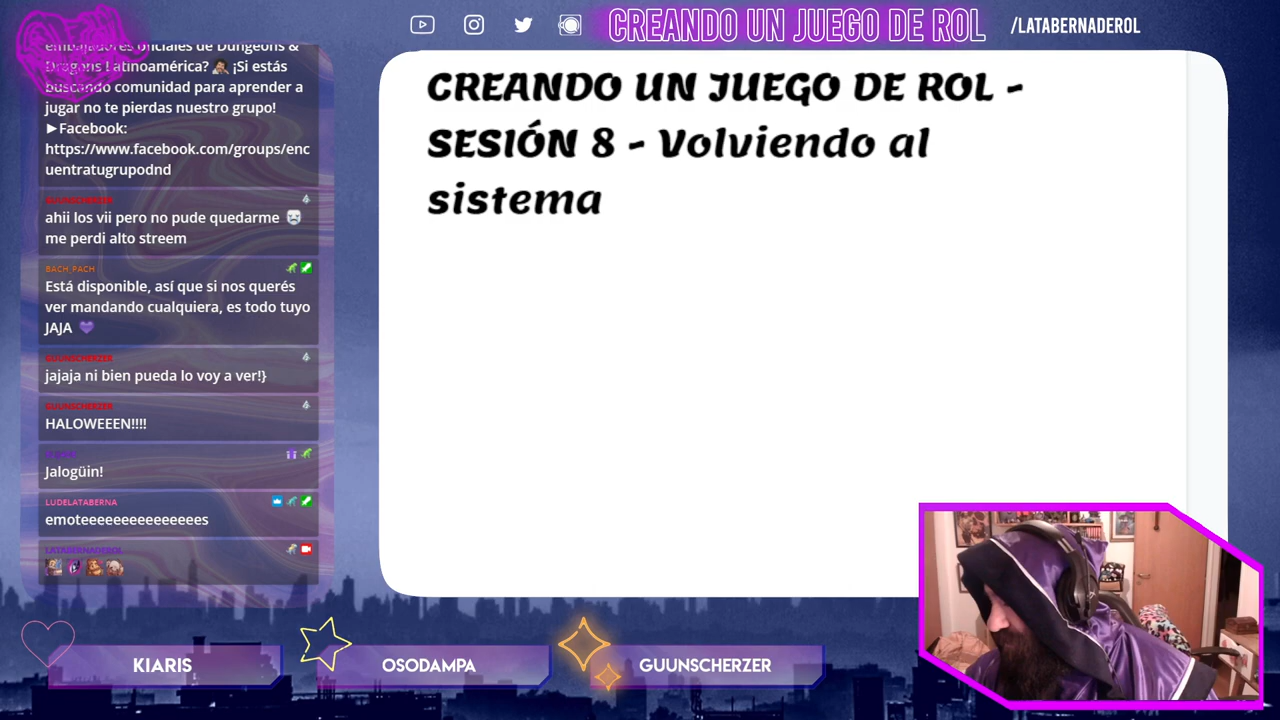 CREANDO UN JUEGO DE ROL
/LATABERNADEROL
embajadores oficiales de Dungeons &
Dragons Latinoamérica? ¡Si estás
buscando comunidad para aprender a
jugar no te pierdas nuestro grupo!
►Facebook:
https://www.facebook.com/groups/enc
uentratugrupodnd
GUUNSCHERZER
ahii los vii pero no pude quedarme
me perdi alto streem
BACH_PACH
Está disponible, así que si nos querés
ver mandando cualquiera, es todo tuyo
JAJA
GUUNSCHERZER
jajaja ni bien pueda lo voy a ver!}
GUUNSCHERZER
HALOWEEEN!!!!
Jalogüin!
LUDELATABERNA
emoteeeeeeeeeeeeeees
LATABERNADEROL
CREANDO UN JUEGO DE ROL -
SESIÓN 8 - Volviendo al
sistema
KIARIS
OSODAMPA
GUUNSCHERZER